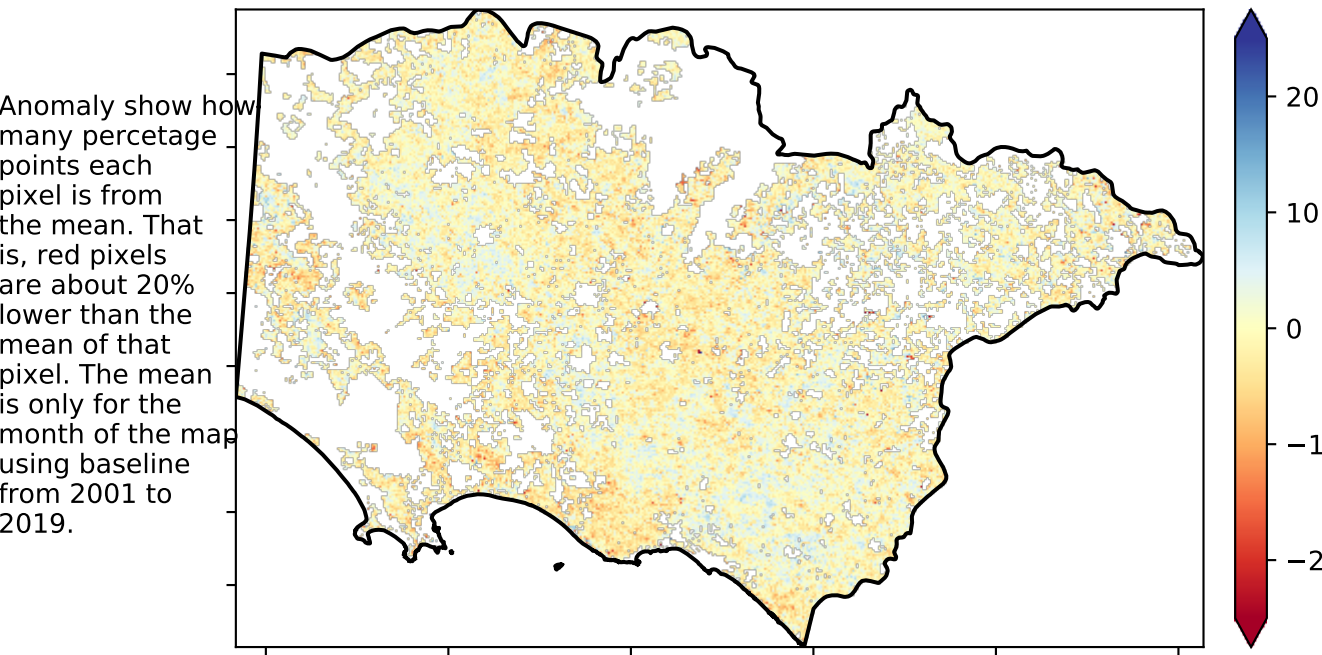 Anomaly show how
many percetage
points each
pixel is from
the mean. That
is, red pixels
are about 20%
lower than the
mean of that
pixel. The mean
is only for the
month of the map
using baseline
from 2001 to
2019.
20
10
0
−1
−2